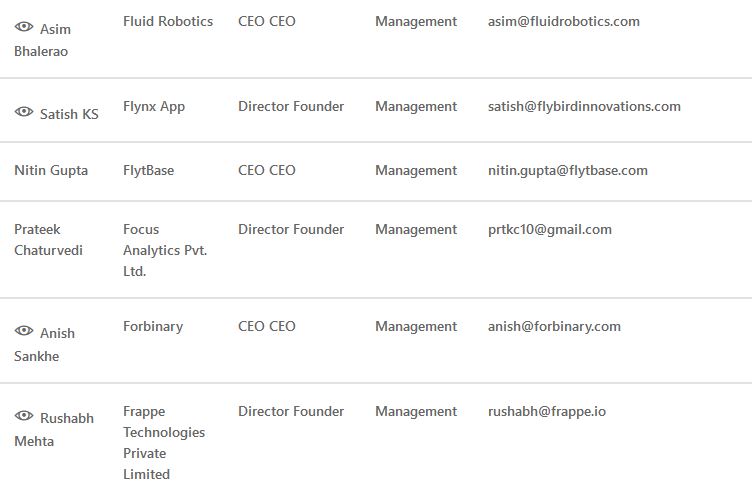 Asim Bhalerao Fluid Robotics CEO CEO Management asim@fluidrobotics.com
Satish KS Flynx App Director Founder Management satish@flybirdinnovations.com
Nitin Gupta FlytBase CEO CEO Management nitin.gupta@flytbase.com
Prateek Chaturvedi Focus Analytics Pvt. Ltd. Director Founder Management prtkc10@gmail.com
Anish Sankhe Forbinary CEO CEO Management anish@forbinary.com
Rushabh Mehta Frappe Technologies Private Limited Director Founder Management rushabh@frappe.io